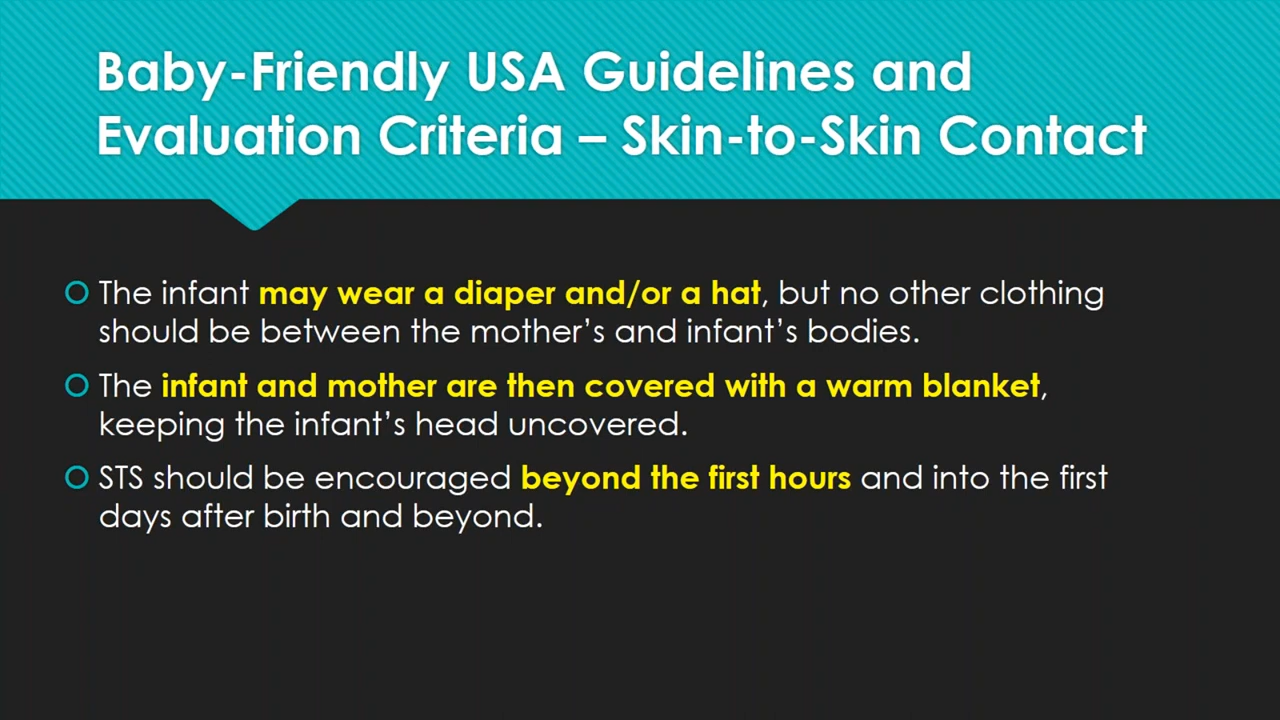 Baby-Friendly USA Guidelines and
Evaluation Criteria – Skin-to-Skin Contact
The infant may wear a diaper and/or a hat, but no other clothing
should be between the mother’s and infant’s bodies.
The infant and mother are then covered with a warm blanket,
keeping the infant’s head uncovered.
STS should be encouraged beyond the first hours and into the first
days after birth and beyond.